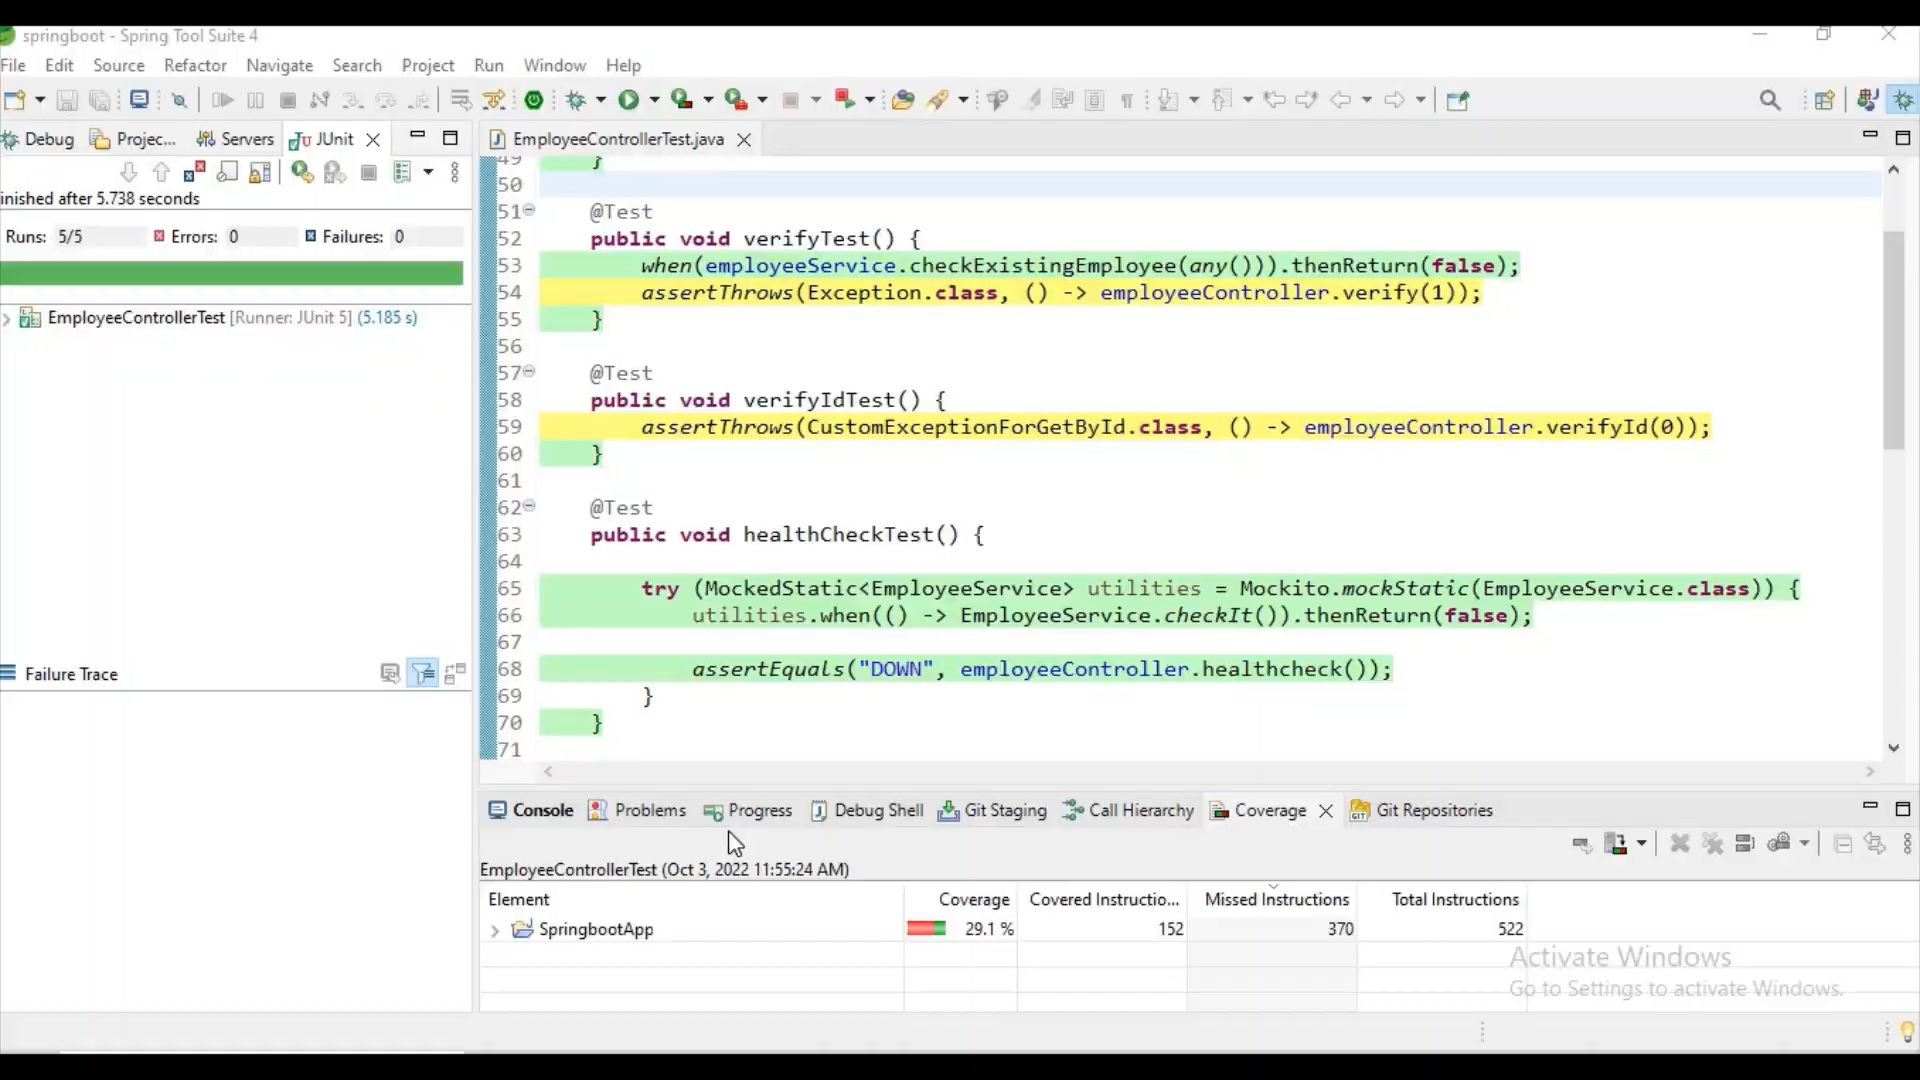 springboot - Spring Tool Suite 4
File Edit Source Refactor Navigate Search Project Run Window Help
Debug Projec... Servers JUnit
inished after 5.738 seconds
Runs: 5/5 Errors: 0 Failures: 0
EmployeeControllerTest [Runner: JUnit 5] (5.185 s)
Failure Trace
EmployeeControllerTest.java
49 }
50
51 @Test
52 public void verifyTest() {
53 when(employeeService.checkExistingEmployee(any())).thenReturn(false);
54 assertThrows(Exception.class, () -> employeeController.verify(1));
55 }
56
57 @Test
58 public void verifyIdTest() {
59 assertThrows(CustomExceptionForGetById.class, () -> employeeController.verifyId(0));
60 }
61
62 @Test
63 public void healthCheckTest() {
64
65 try (MockedStatic<EmployeeService> utilities = Mockito.mockStatic(EmployeeService.class)) {
66 utilities.when(() -> EmployeeService.checkIt()).thenReturn(false);
67
68 assertEquals("DOWN", employeeController.healthcheck());
69 }
70 }
71
Console Problems Progress Debug Shell Git Staging Call Hierarchy Coverage Git Repositories
EmployeeControllerTest (Oct 3, 2022 11:55:24 AM)
Element Coverage Covered Instructio... Missed Instructions Total Instructions
SpringbootApp 29.1 % 152 370 522
Activate Windows
Go to Settings to activate Windows.